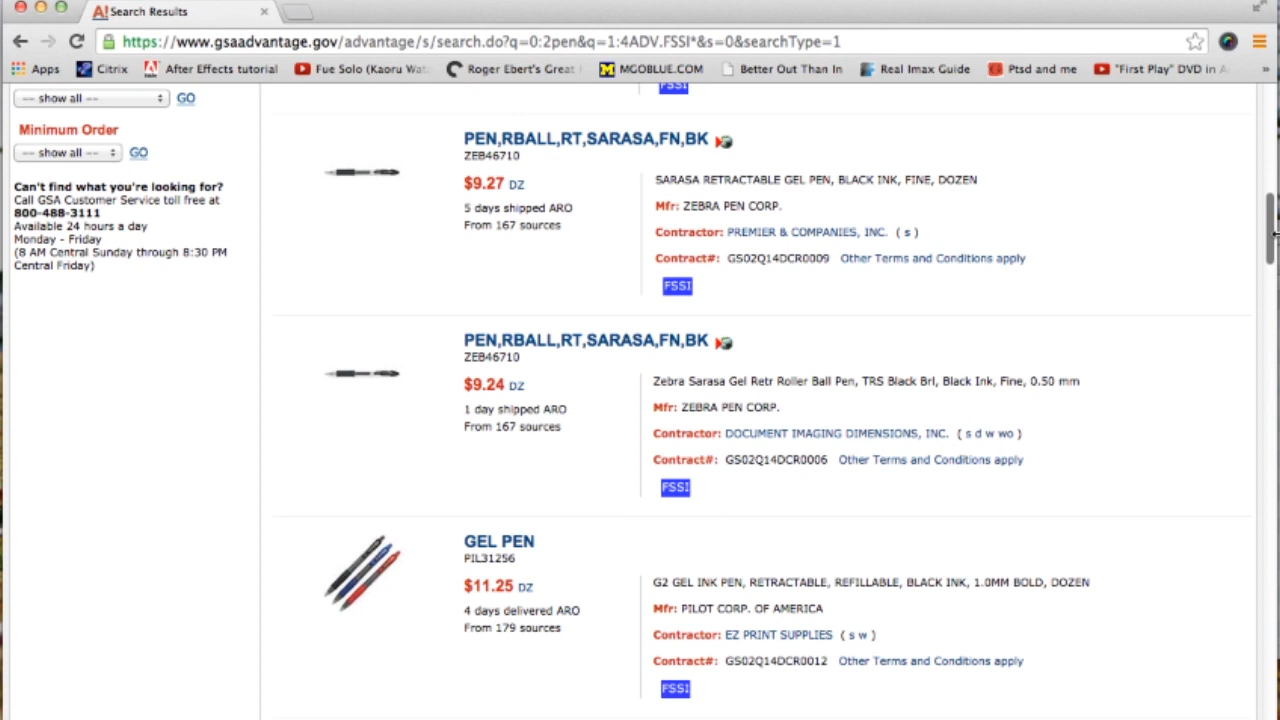 A! Search Results
https://www.gsaadvantage.gov/advantage/s/search.do?q=0:2pen&q=1:4ADV.FSSI*&s=0&searchType=1
Apps Citrix After Effects tutorial Fue Solo (Kaoru Wat Roger Ebert's Great MGOBLUE.COM Better Out Than In Real Imax Guide Ptsd and me "First Play" DVD in A »
-- show all -- GO
FSSI
Minimum Order
-- show all -- GO
Can't find what you're looking for?
Call GSA Customer Service toll free at
800-488-3111
Available 24 hours a day
Monday - Friday
(8 AM Central Sunday through 8:30 PM
Central Friday)
PEN,RBALL,RT,SARASA,FN,BK
ZEB46710
$9.27 DZ
5 days shipped ARO
From 167 sources
SARASA RETRACTABLE GEL PEN, BLACK INK, FINE, DOZEN
Mfr: ZEBRA PEN CORP.
Contractor: PREMIER & COMPANIES, INC. ( s )
Contract#: GS02Q14DCR0009 Other Terms and Conditions apply
FSSI
PEN,RBALL,RT,SARASA,FN,BK
ZEB46710
$9.24 DZ
1 day shipped ARO
From 167 sources
Zebra Sarasa Gel Retr Roller Ball Pen, TRS Black Brl, Black Ink, Fine, 0.50 mm
Mfr: ZEBRA PEN CORP.
Contractor: DOCUMENT IMAGING DIMENSIONS, INC. ( s d w wo )
Contract#: GS02Q14DCR0006 Other Terms and Conditions apply
FSSI
GEL PEN
PIL31256
$11.25 DZ
4 days delivered ARO
From 179 sources
G2 GEL INK PEN, RETRACTABLE, REFILLABLE, BLACK INK, 1.0MM BOLD, DOZEN
Mfr: PILOT CORP. OF AMERICA
Contractor: EZ PRINT SUPPLIES ( s w )
Contract#: GS02Q14DCR0012 Other Terms and Conditions apply
FSSI